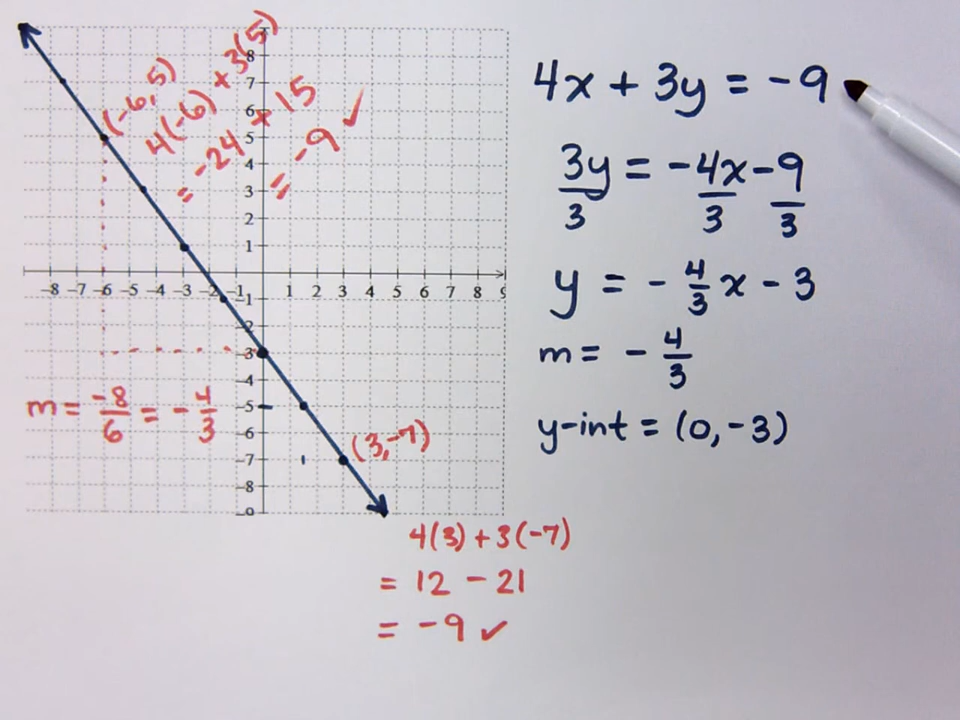 4x + 3y = -9
3y/3 = -4x/3 - 9/3
y = -4/3x - 3
m = -4/3
y-int = (0, -3)
(-6, 5)
4(-6) + 3(5)
= -24 + 15
= -9 ✓
m = -8/6 = -4/3
(3, -7)
4(3) + 3(-7)
= 12 - 21
= -9 ✓
8
7
6
5
4
3
2
1
-8 -7 -6 -5 -4 -3 -2 -1 1 2 3 4 5 6 7 8 9
-1
-2
-3
-4
-5
-6
-7
-8
-9